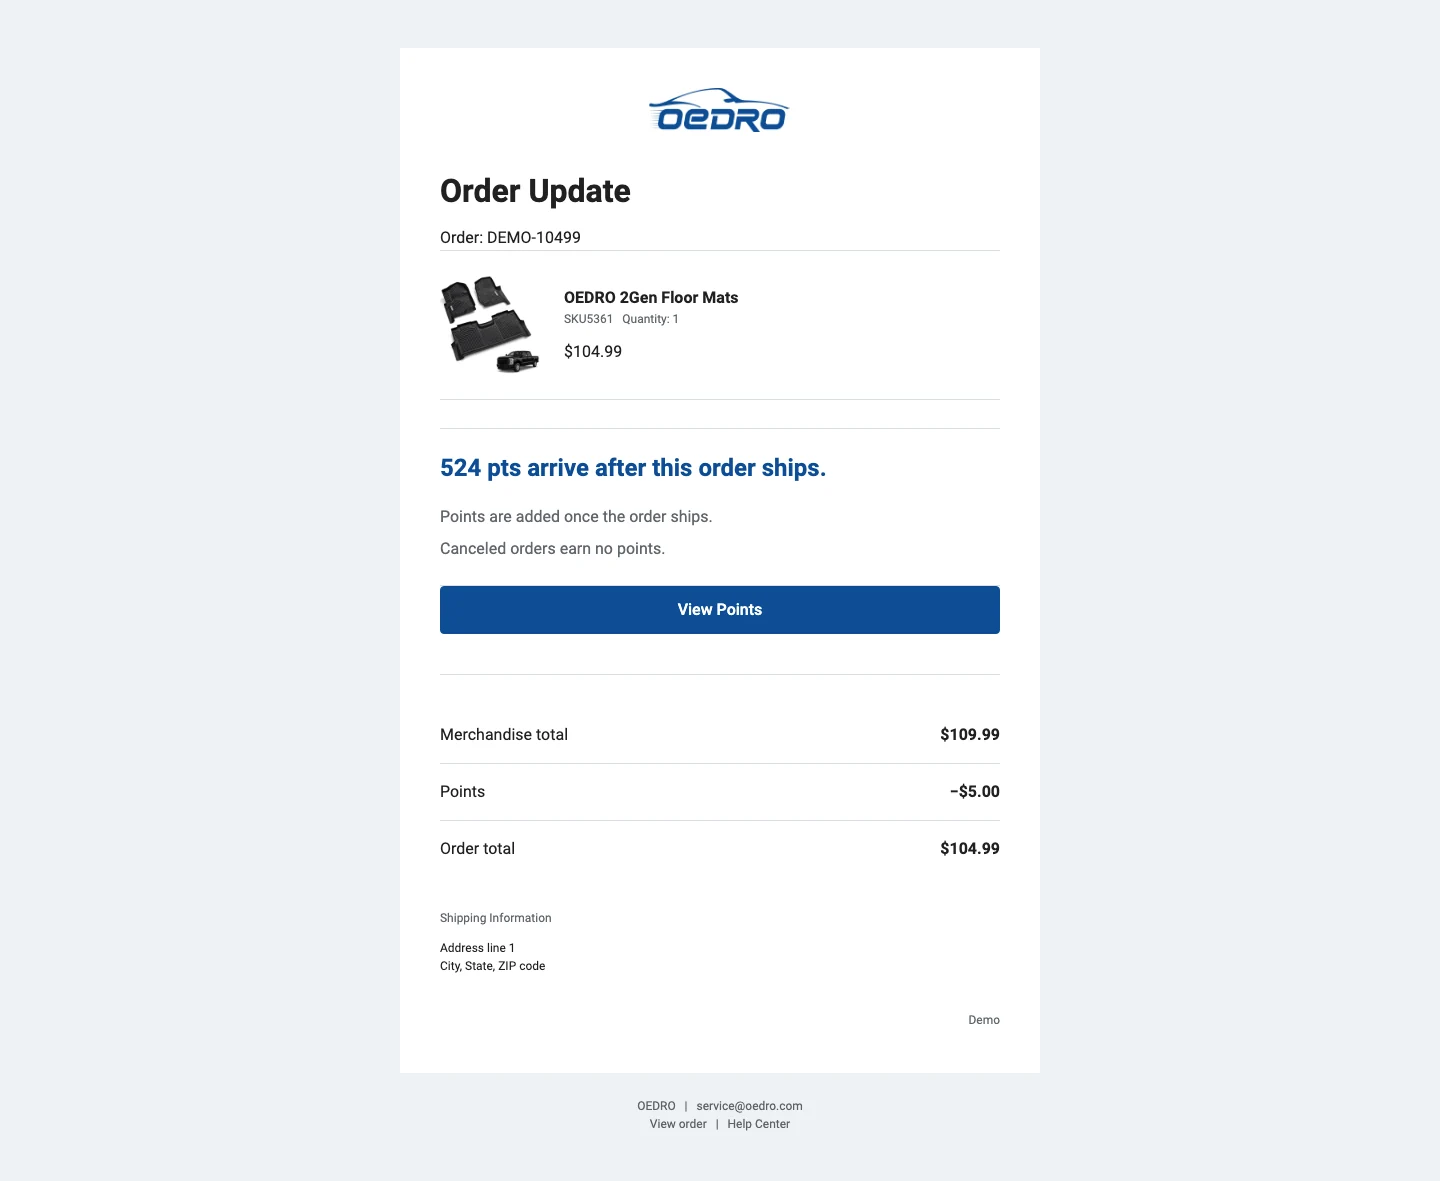 OEDRO
Order Update
Order: DEMO-10499
OEDRO 2Gen Floor Mats
SKU5361 Quantity: 1
$104.99
524 pts arrive after this order ships.
Points are added once the order ships.
Canceled orders earn no points.
View Points
Merchandise total $109.99
Points −$5.00
Order total $104.99
Shipping Information
Address line 1
City, State, ZIP code
Demo
OEDRO | service@oedro.com
View order | Help Center